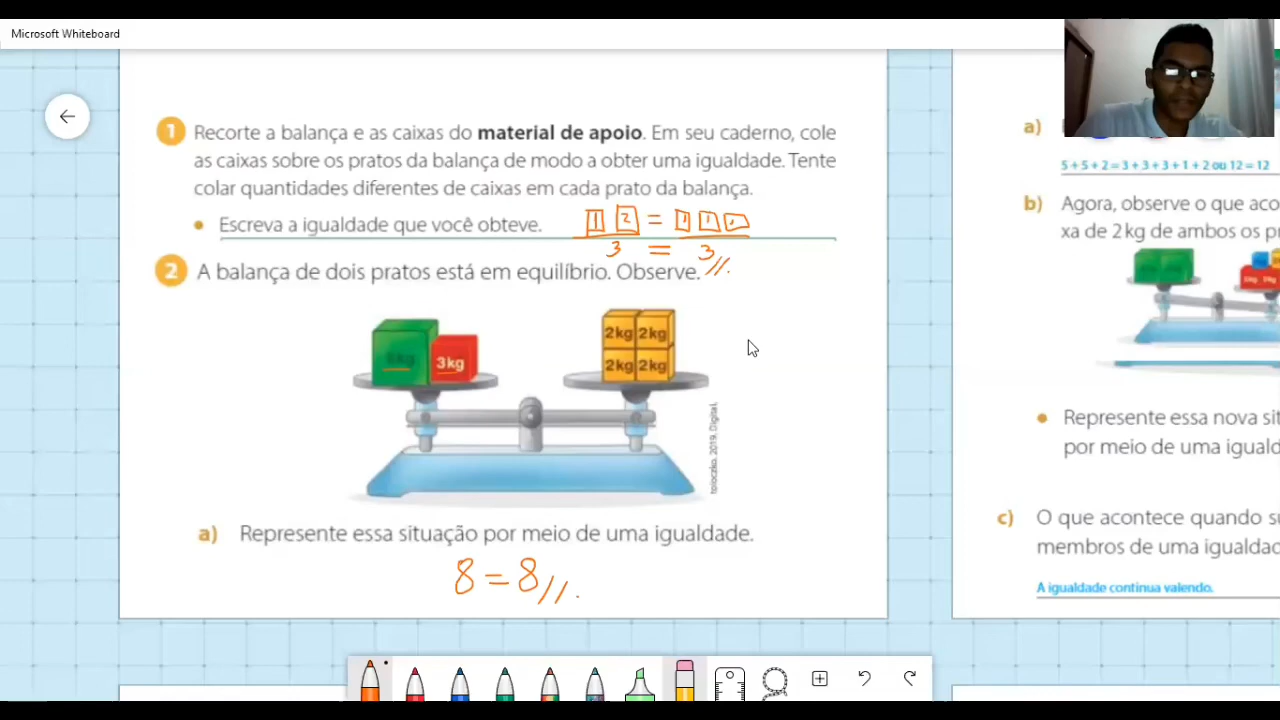 Microsoft Whiteboard
1 Recorte a balança e as caixas do material de apoio. Em seu caderno, cole
as caixas sobre os pratos da balança de modo a obter uma igualdade. Tente
colar quantidades diferentes de caixas em cada prato da balança.
• Escreva a igualdade que você obteve. 1 2 = 1 1 1
3 = 3//.
2 A balança de dois pratos está em equilíbrio. Observe.
3kg
2kg 2kg
2kg 2kg
2019. Digital.
a) Represente essa situação por meio de uma igualdade.
8 = 8//.
a)
5 + 5 + 2 = 3 + 3 + 3 + 1 + 2 ou 12 = 12
b) Agora, observe o que aco
xa de 2 kg de ambos os p
• Represente essa nova si
por meio de uma iguald
c) O que acontece quando s
membros de uma igualda
A igualdade continua valendo.